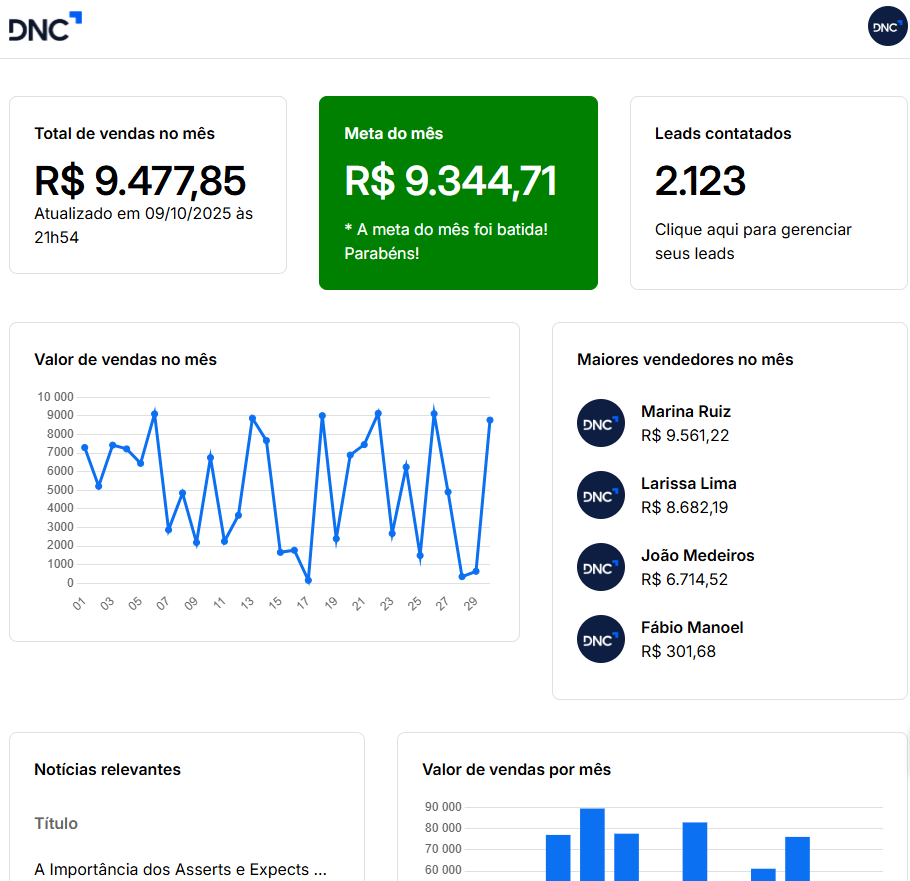 DNC
DNC
Total de vendas no mês
R$ 9.477,85
Atualizado em 09/10/2025 às
21h54
Meta do mês
R$ 9.344,71
* A meta do mês foi batida!
Parabéns!
Leads contatados
2.123
Clique aqui para gerenciar
seus leads
Valor de vendas no mês
10 000
9000
8000
7000
6000
5000
4000
3000
2000
1000
0
01
03
05
07
09
11
13
15
17
19
21
23
25
27
29
Maiores vendedores no mês
DNC
Marina Ruiz
R$ 9.561,22
DNC
Larissa Lima
R$ 8.682,19
DNC
João Medeiros
R$ 6.714,52
DNC
Fábio Manoel
R$ 301,68
Notícias relevantes
Título
A Importância dos Asserts e Expects ...
Valor de vendas por mês
90 000
80 000
70 000
60 000